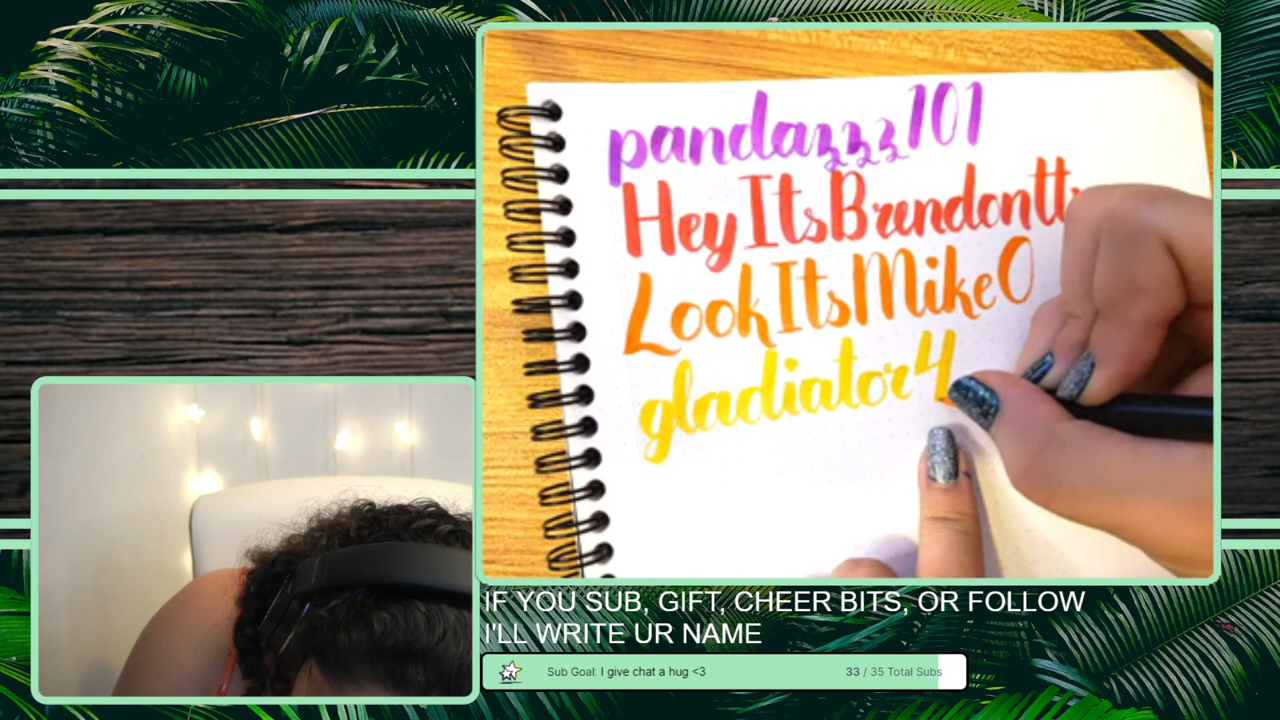 pandazzz101
HeyItsBrendontt
LookItsMikeO
gladiator4
IF YOU SUB, GIFT, CHEER BITS, OR FOLLOW
I'LL WRITE UR NAME
Sub Goal: I give chat a hug <3
33 / 35 Total Subs